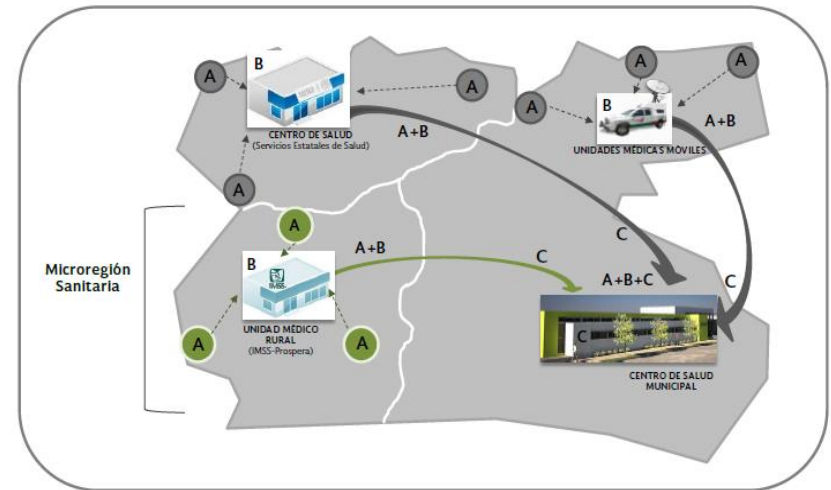 A
A
A
A
B
CENTRO DE SALUD
(Servicios Estatales de Salud)
A+B
A
A
A
B
UNIDADES MÉDICAS MÓVILES
A+B
Microregión
Sanitaria
A
A
A
B
IMSS
UNIDAD MÉDICO
RURAL
(IMSS-Prospera)
A+B
C
C
C
A+B+C
C
CENTRO DE SALUD
MUNICIPAL